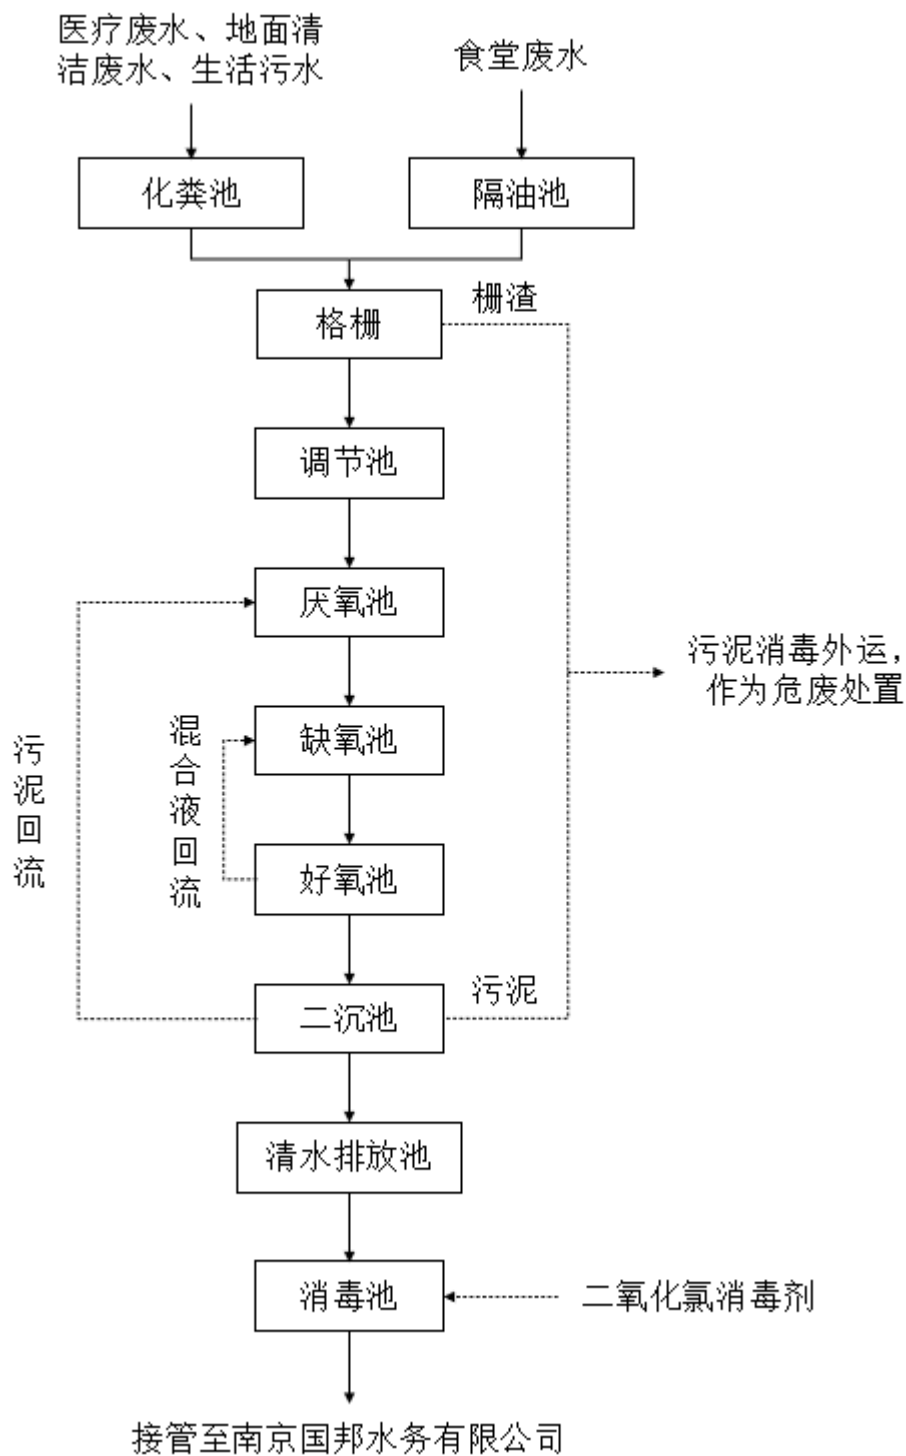 医疗废水、地面清
洁废水、生活污水
食堂废水
化粪池
隔油池
格栅
栅渣
调节池
厌氧池
污泥消毒外运，
作为危废处置
缺氧池
混合液回流
污泥回流
好氧池
二沉池
污泥
清水排放池
消毒池
二氧化氯消毒剂
接管至南京国邦水务有限公司